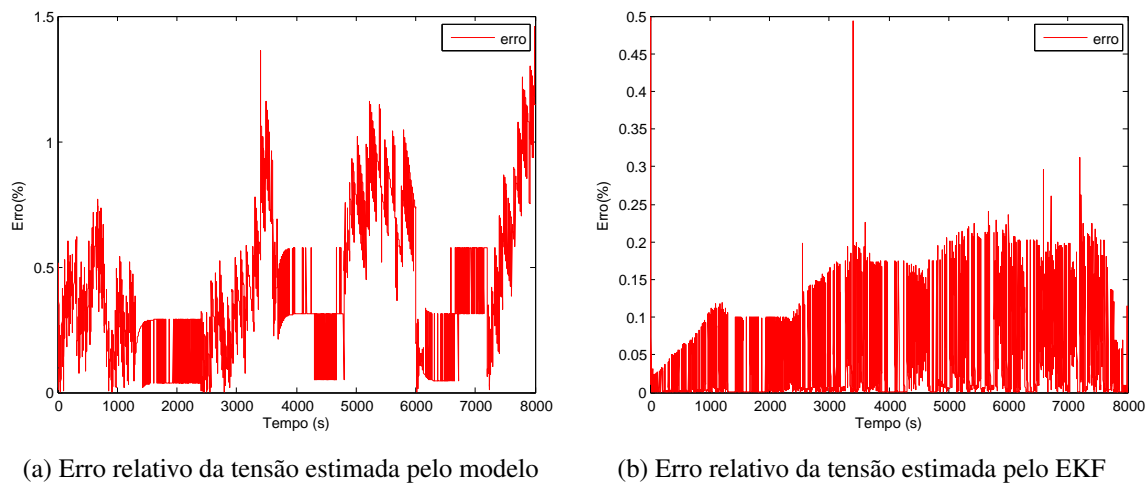 1.5
1
0.5
0
Erro(%)
erro
0 1000 2000 3000 4000 5000 6000 7000 8000
Tempo (s)
(a) Erro relativo da tensão estimada pelo modelo
0.5
0.45
0.4
0.35
0.3
0.25
0.2
0.15
0.1
0.05
0
Erro(%)
erro
0 1000 2000 3000 4000 5000 6000 7000 8000
Tempo (s)
(b) Erro relativo da tensão estimada pelo EKF